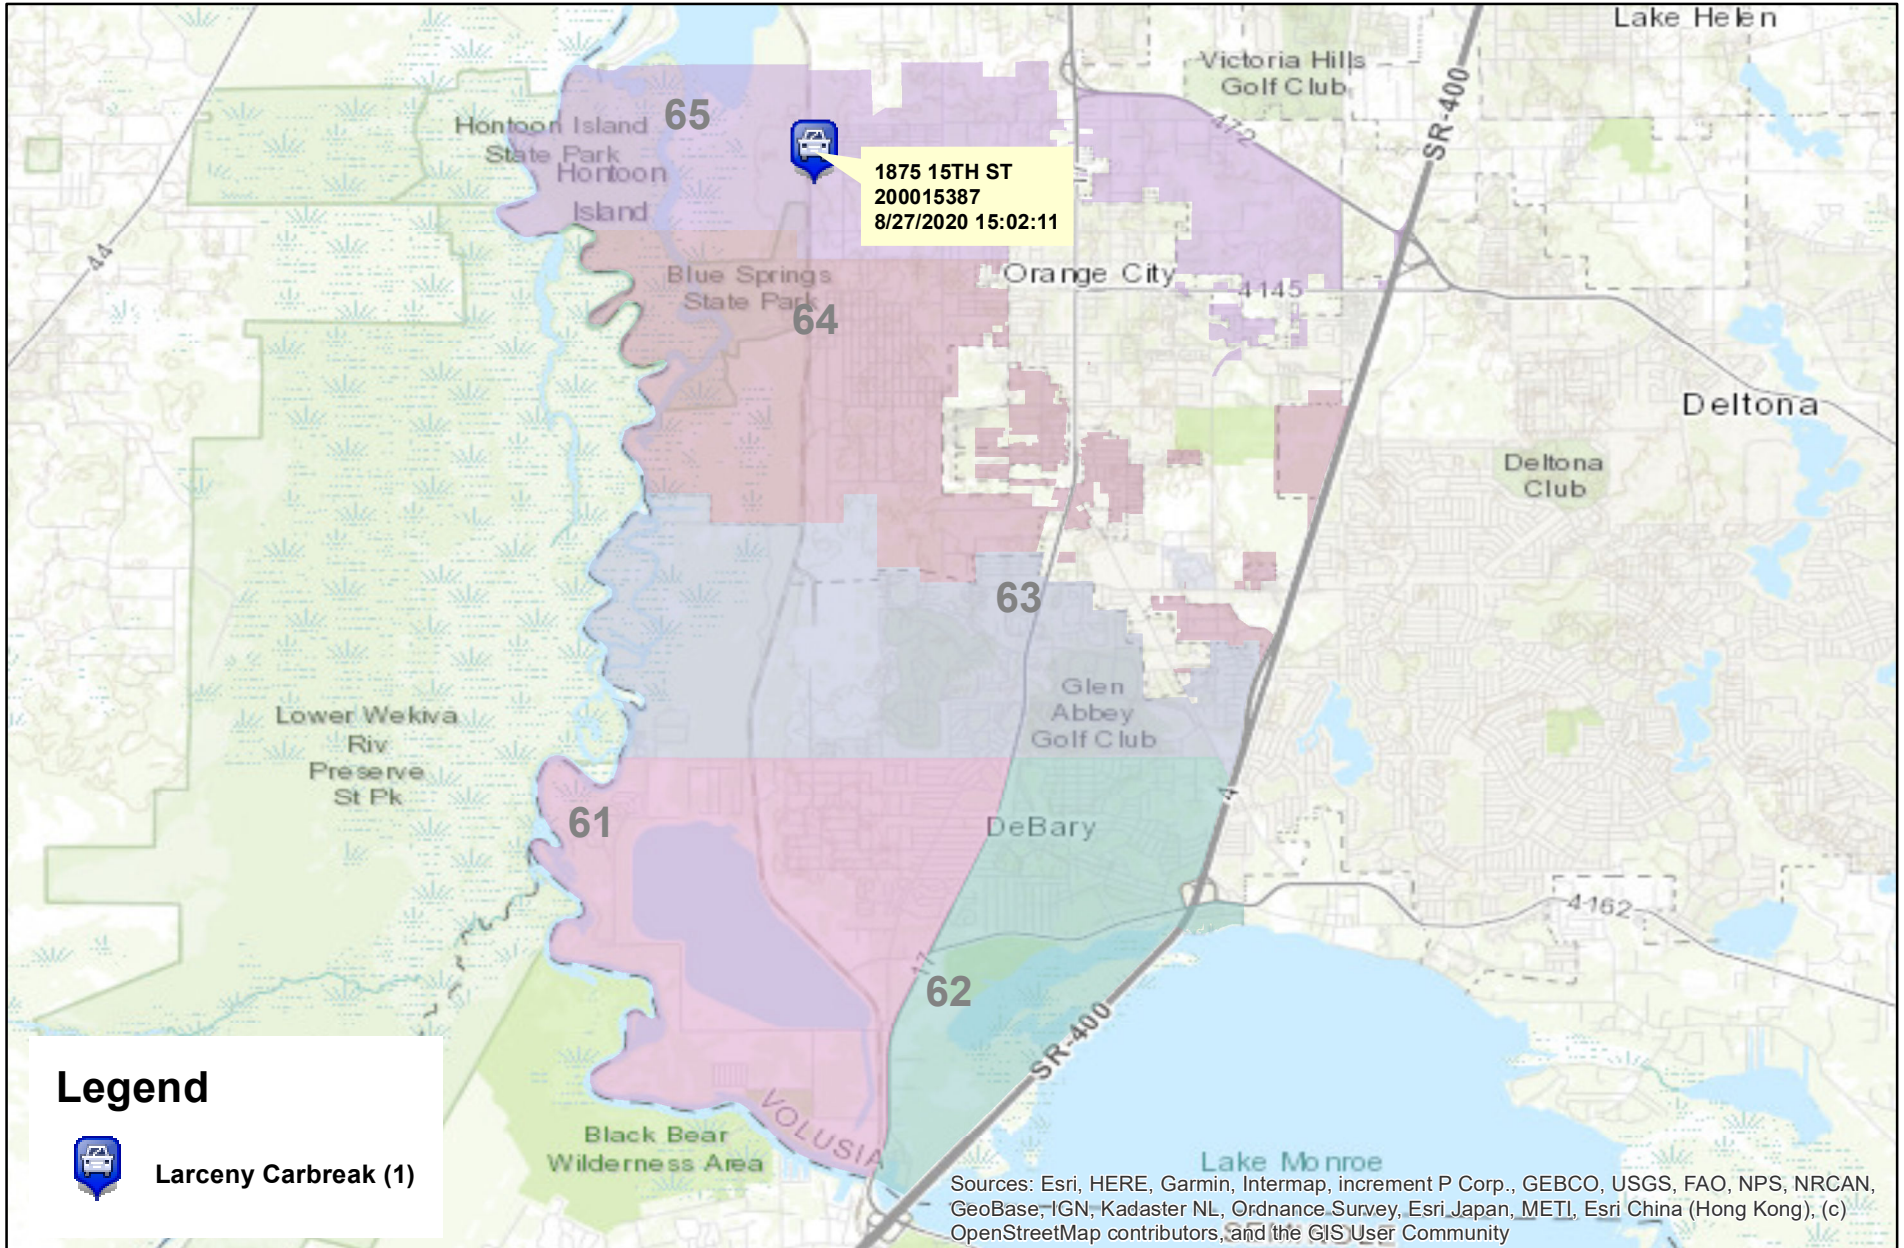 Lake Helen
Victoria Hills
Golf Club
SR-400
472
65
Hontoon Island
State Park
Hontoon
Island
1875 15TH ST
200015387
8/27/2020 15:02:11
44
Blue Springs
State Park
64
Orange City
4145
Deltona
Deltona
Club
63
Glen
Abbey
Golf Club
Lower Wekiva
Riv
Preserve
St Pk
4
61
DeBary
4162
17
62
SR-400
VOLUSIA
Black Bear
Wilderness Area
Lake Monroe
Legend
Larceny Carbreak (1)
Sources: Esri, HERE, Garmin, Intermap, increment P Corp., GEBCO, USGS, FAO, NPS, NRCAN,
GeoBase, IGN, Kadaster NL, Ordnance Survey, Esri Japan, METI, Esri China (Hong Kong), (c)
OpenStreetMap contributors, and the GIS User Community